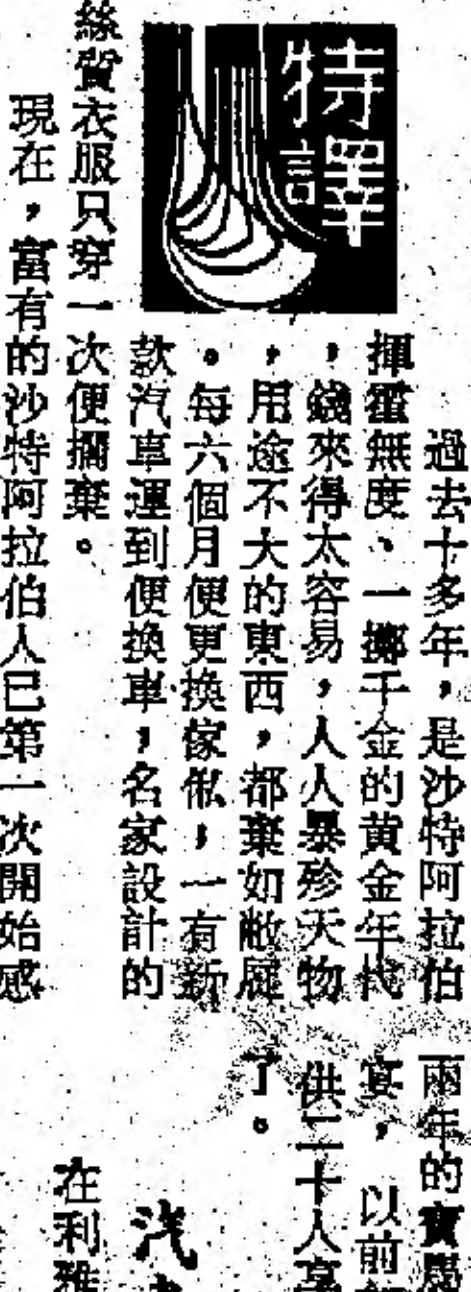 特譯
特訊
過去十多年，是沙特阿拉伯
揮霍無度、一擲千金的黃金年代
，錢來得太容易，人人暴殄天物
，用途不大的東西，都棄如敝屣
。每六個月便更換傢俬，一有新
款汽車運到便換車，名家設計的
絲質衣服只穿一次便擱棄。
現在，富有的沙特阿拉伯人已第一次開始感
兩年的寶馬
宴，以前
供二十人享
了。
汽
在利雅